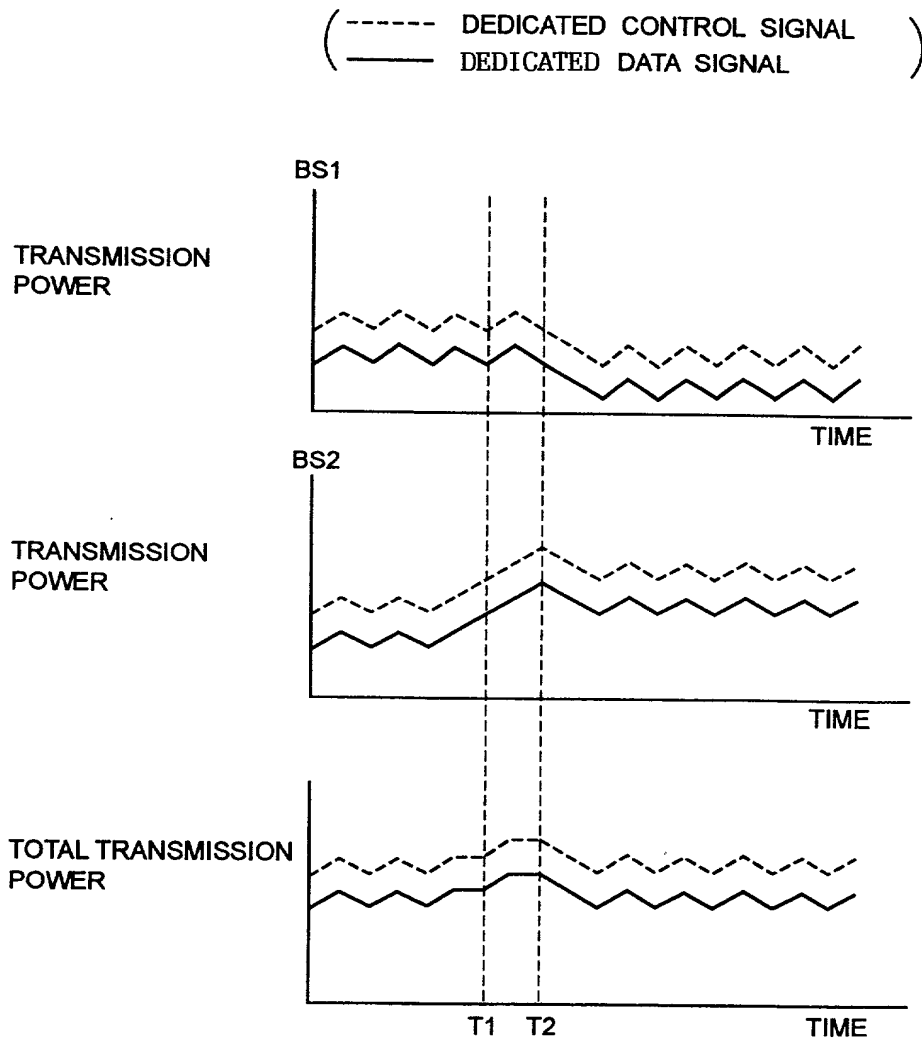 DEDICATED CONTROL SIGNAL
DEDICATED DATA SIGNAL
BS1
TRANSMISSION
POWER
TIME
BS2
TRANSMISSION
POWER
TIME
TOTAL TRANSMISSION
POWER
T1 T2 TIME